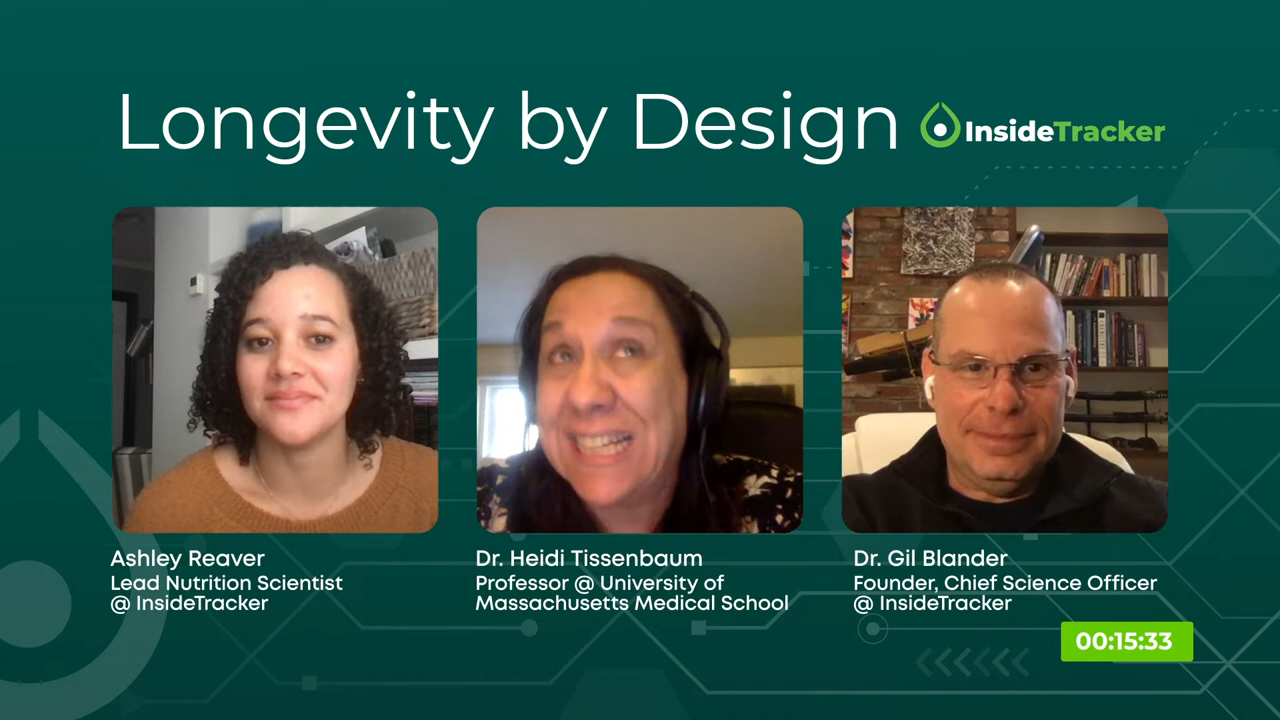 Longevity by Design InsideTracker
Ashley Reaver
Lead Nutrition Scientist
@ InsideTracker
Dr. Heidi Tissenbaum
Professor @ University of
Massachusetts Medical School
Dr. Gil Blander
Founder, Chief Science Officer
@ InsideTracker
00:15:33